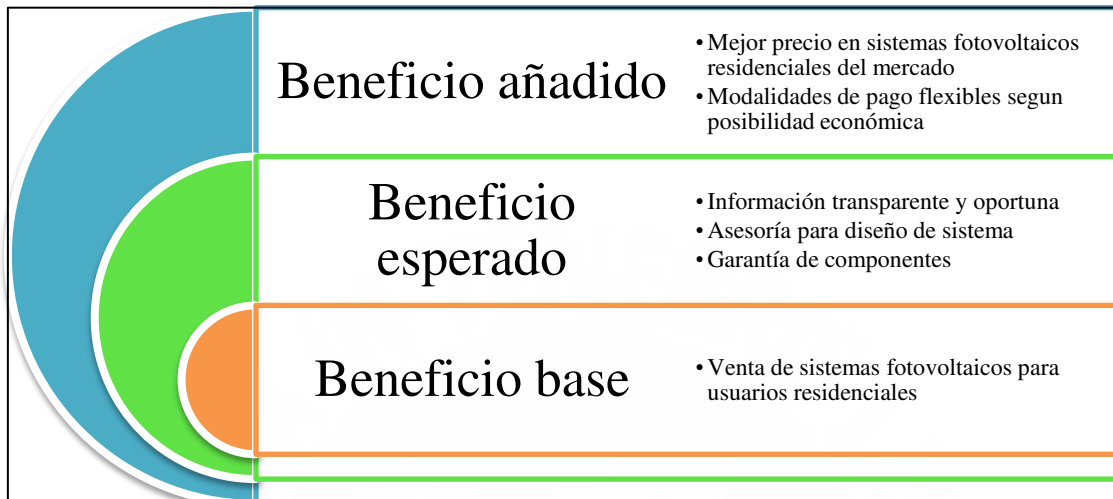 Beneficio añadido
• Mejor precio en sistemas fotovoltaicos
residenciales del mercado
• Modalidades de pago flexibles segun
posibilidad económica
Beneficio
esperado
• Información transparente y oportuna
• Asesoría para diseño de sistema
• Garantía de componentes
Beneficio base
• Venta de sistemas fotovoltaicos para
usuarios residenciales